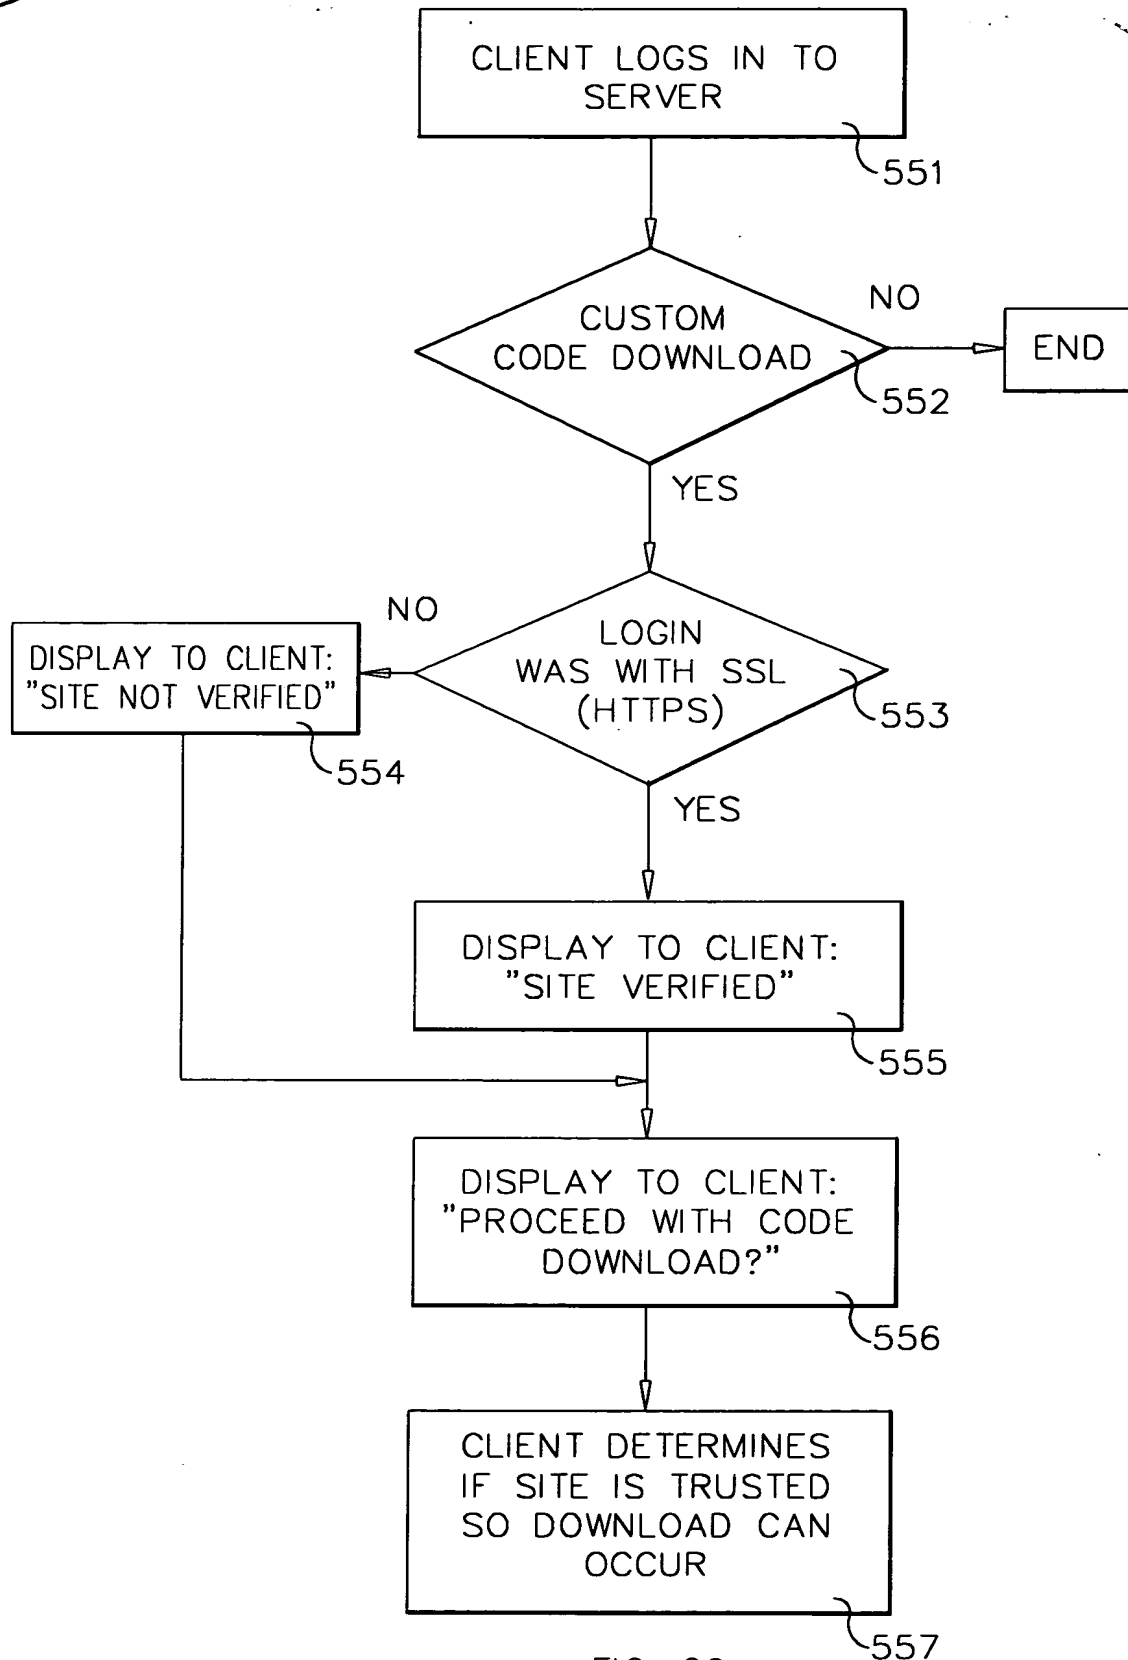 CLIENT LOGS IN TO
SERVER
551
CUSTOM
CODE DOWNLOAD
552
NO
END
YES
LOGIN
WAS WITH SSL
(HTTPS)
553
NO
DISPLAY TO CLIENT:
"SITE NOT VERIFIED"
554
YES
DISPLAY TO CLIENT:
"SITE VERIFIED"
555
DISPLAY TO CLIENT:
"PROCEED WITH CODE
DOWNLOAD?"
556
CLIENT DETERMINES
IF SITE IS TRUSTED
SO DOWNLOAD CAN
OCCUR
557